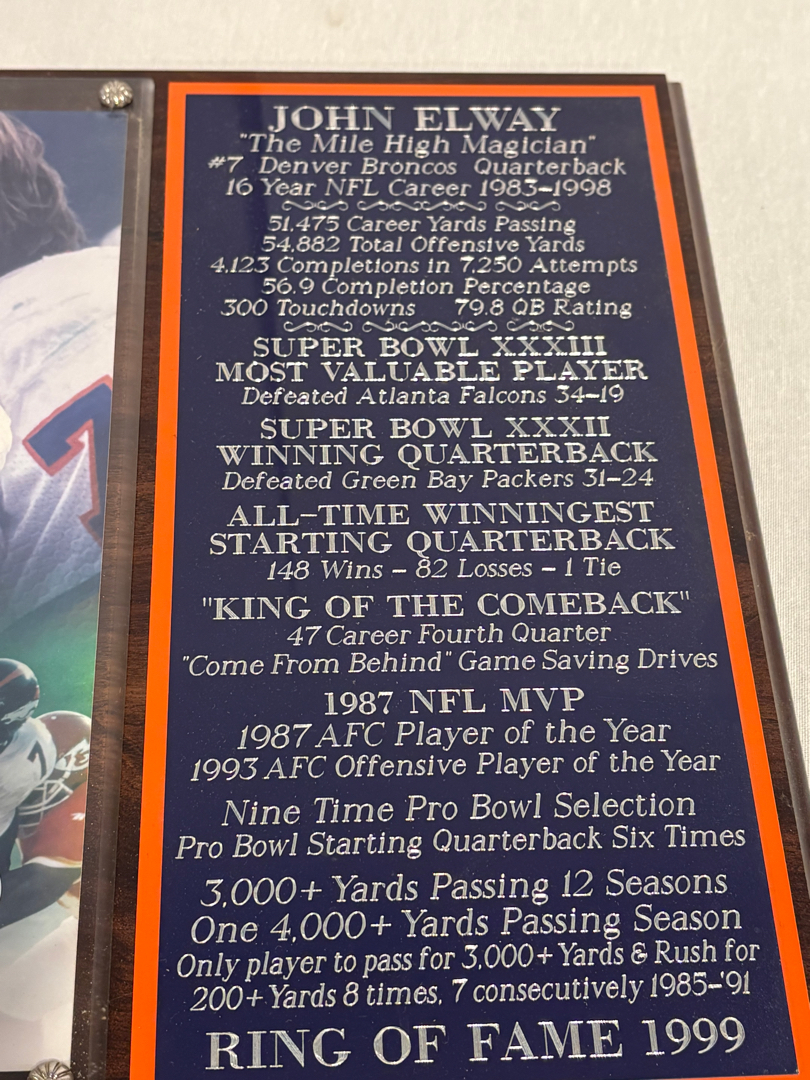 JOHN ELWAY
"The Mile High Magician"
#7 Denver Broncos Quarterback
16 Year NFL Career 1983-1998
51,475 Career Yards Passing
54,882 Total Offensive Yards
4,123 Completions in 7,250 Attempts
56.9 Completion Percentage
300 Touchdowns 79.8 QB Rating
SUPER BOWL XXXIII
MOST VALUABLE PLAYER
Defeated Atlanta Falcons 34-19
SUPER BOWL XXXII
WINNING QUARTERBACK
Defeated Green Bay Packers 31-24
ALL-TIME WINNINGEST
STARTING QUARTERBACK
148 Wins - 82 Losses - 1 Tie
"KING OF THE COMEBACK"
47 Career Fourth Quarter
"Come From Behind" Game Saving Drives
1987 NFL MVP
1987 AFC Player of the Year
1993 AFC Offensive Player of the Year
Nine Time Pro Bowl Selection
Pro Bowl Starting Quarterback Six Times
3,000+ Yards Passing 12 Seasons
One 4,000+ Yards Passing Season
Only player to pass for 3,000+ Yards & Rush for
200+ Yards 8 times, 7 consecutively 1985-'91
RING OF FAME 1999
7
7